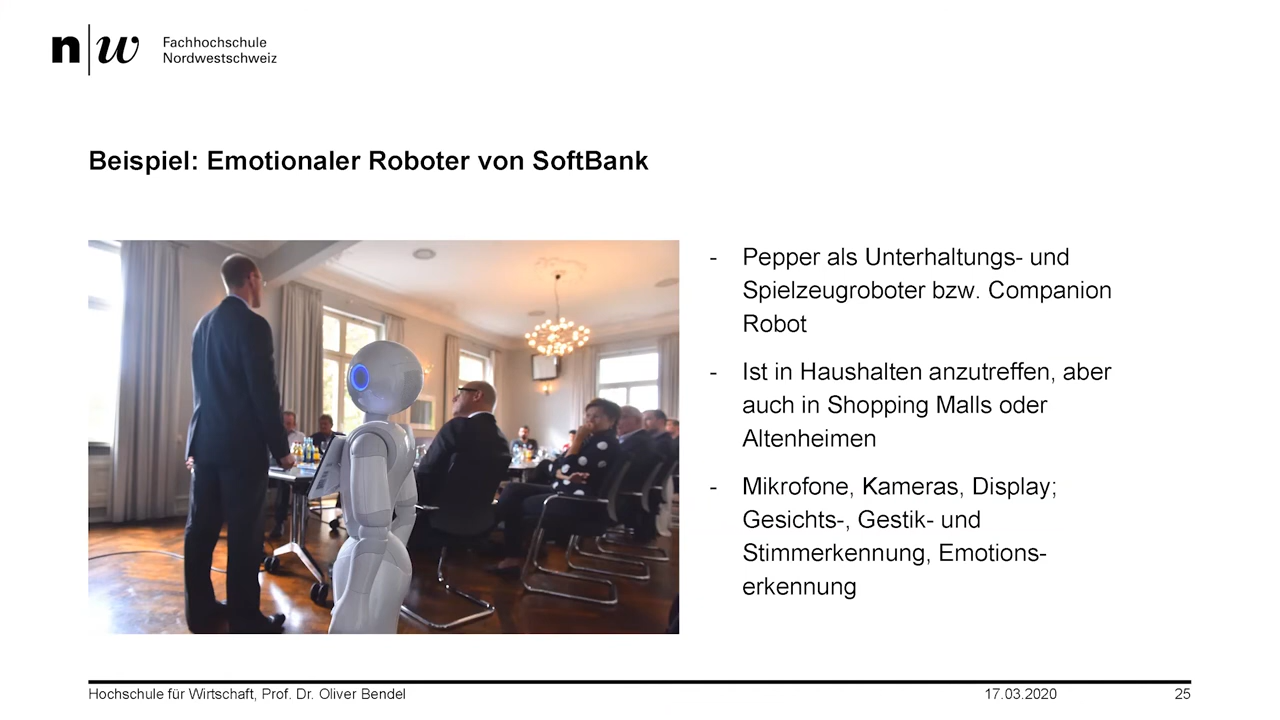 n|w
Fachhochschule
Nordwestschweiz
Beispiel: Emotionaler Roboter von SoftBank
- Pepper als Unterhaltungs- und
Spielzeugroboter bzw. Companion
Robot
- Ist in Haushalten anzutreffen, aber
auch in Shopping Malls oder
Altenheimen
- Mikrofone, Kameras, Display;
Gesichts-, Gestik- und
Stimmerkennung, Emotions-
erkennung
Hochschule für Wirtschaft, Prof. Dr. Oliver Bendel
17.03.2020
25